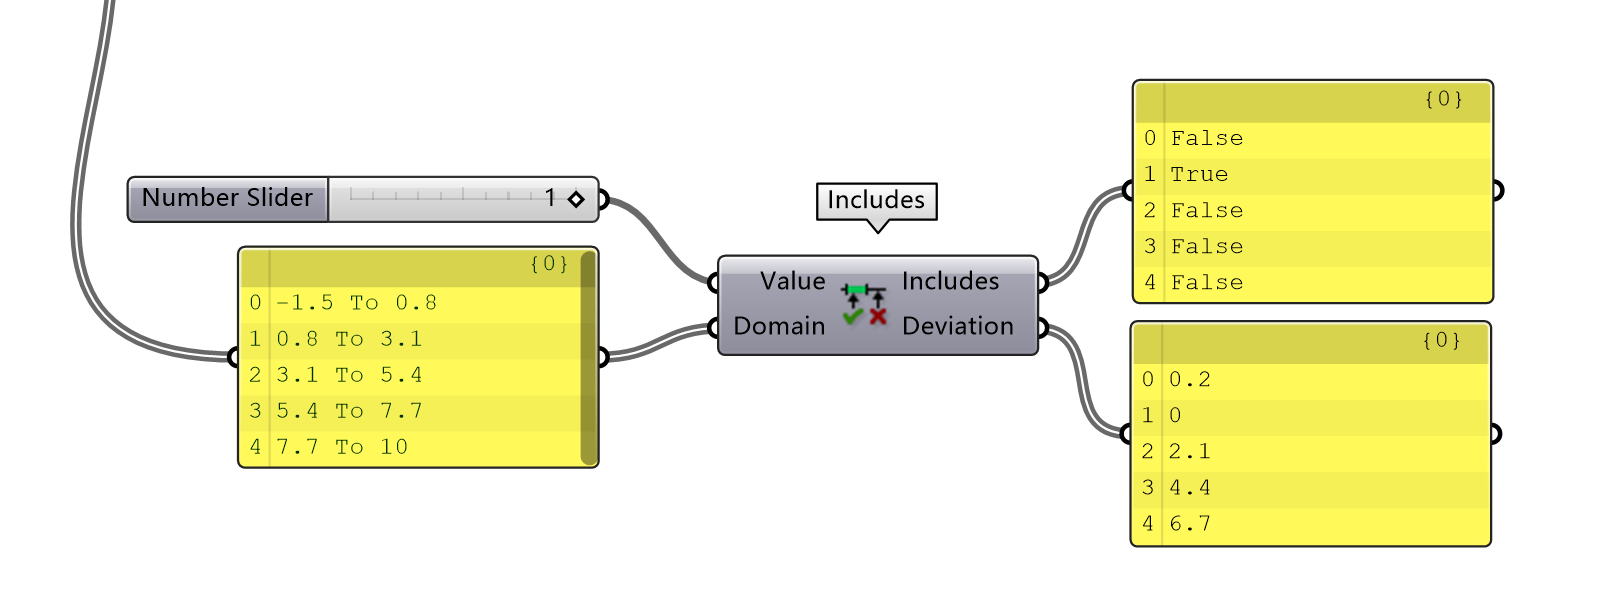 Number Slider 1
{0}
0 -1.5 To 0.8
1 0.8 To 3.1
2 3.1 To 5.4
3 5.4 To 7.7
4 7.7 To 10
Includes
Value Includes
Domain Deviation
{0}
0 False
1 True
2 False
3 False
4 False
{0}
0 0.2
1 0
2 2.1
3 4.4
4 6.7